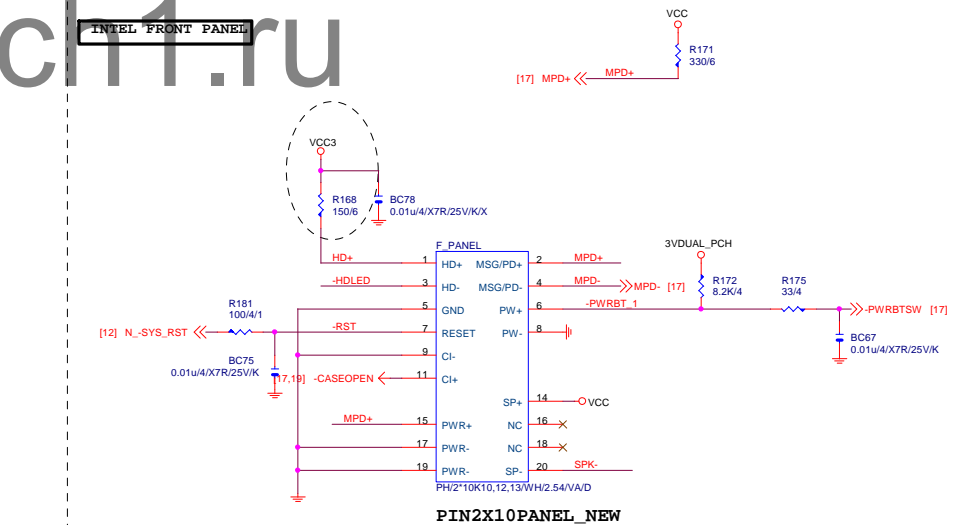 ch1.ru
INTEL FRONT PANEL
VCC
R171
330/6
[17] MPD+
MPD+
VCC3
R168
150/6
BC78
0.01u/4/X7R/25V/K/X
F_PANEL
HD+ 1 HD+ MSG/PD+ 2 MPD+
-HDLED 3 HD- MSG/PD- 4 MPD- MPD- [17]
5 GND PW+ 6 -PWRBT_1
-RST 7 RESET PW- 8
9 CI-
[17,19] -CASEOPEN 11 CI+
SP+ 14 VCC
MPD+ 15 PWR+ NC 16
17 PWR- NC 18
19 PWR- SP- 20 SPK-
PH/2*10K10,12,13/WH/2.54/VA/D
PIN2X10PANEL_NEW
3VDUAL_PCH
R172
8.2K/4
R175
33/4
-PWRBTSW [17]
BC67
0.01u/4/X7R/25V/K
R181
100/4/1
[12] N_-SYS_RST
BC75
0.01u/4/X7R/25V/K